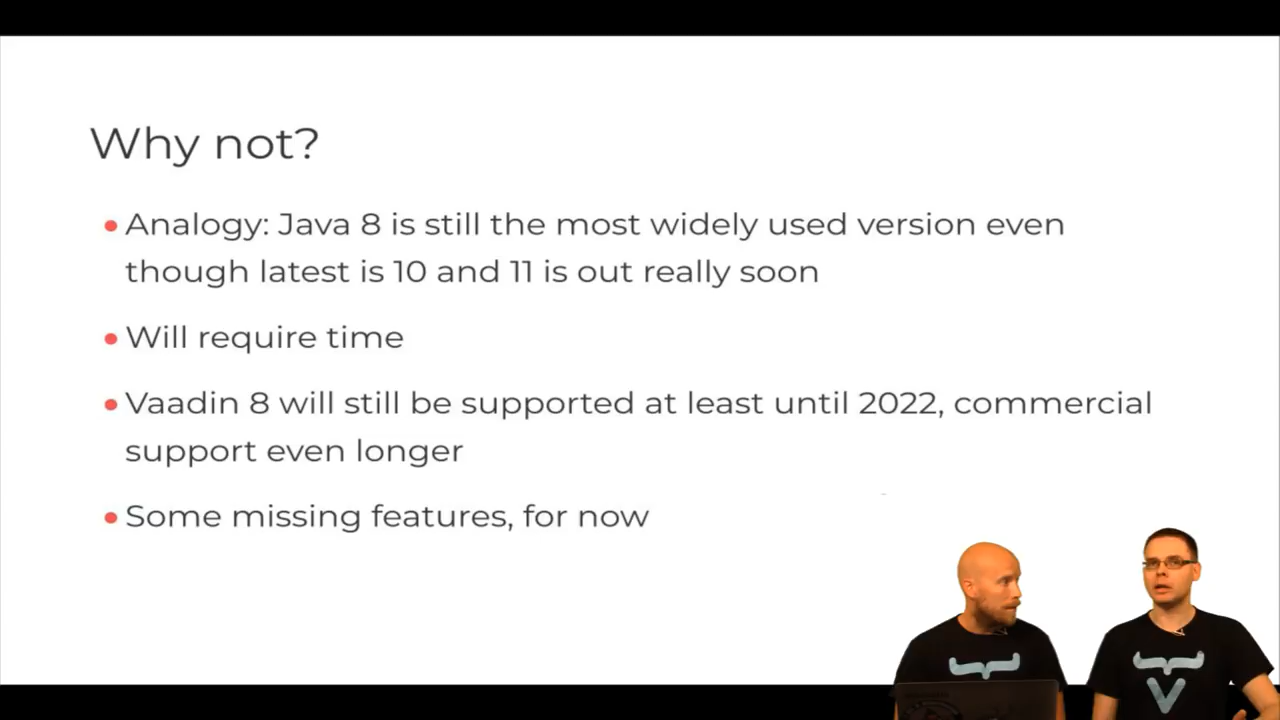 Why not?
Analogy: Java 8 is still the most widely used version even
though latest is 10 and 11 is out really soon
Will require time
Vaadin 8 will still be supported at least until 2022, commercial
support even longer
Some missing features, for now